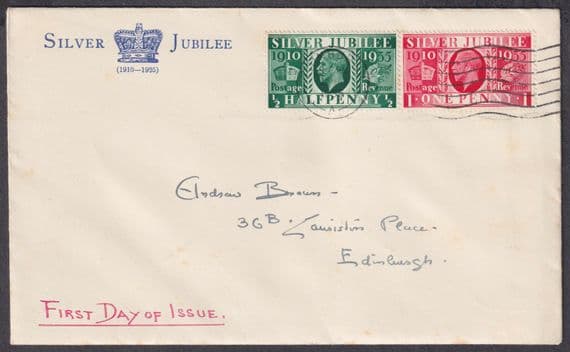 SILVER JUBILEE
(1910-1935)
SILVER JUBILEE
1910 1935
Postage Revenue
½ HALFPENNY ½
SILVER JUBILEE
1910 1935
Postage Revenue
1 · ONE PENNY · 1
Andrew Brown -
36B. Lauriston Place -
Edinburgh.
FIRST DAY OF ISSUE.